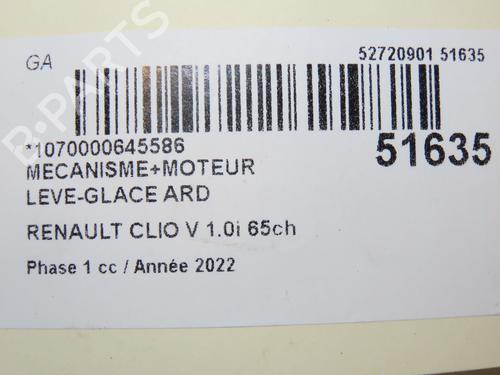 GA
52720901 51635
*1070000645586
51635
MECANISME+MOTEUR
LEVE-GLACE ARD
RENAULT CLIO V 1.0i 65ch
Phase 1 cc / Année 2022
B-PARTS